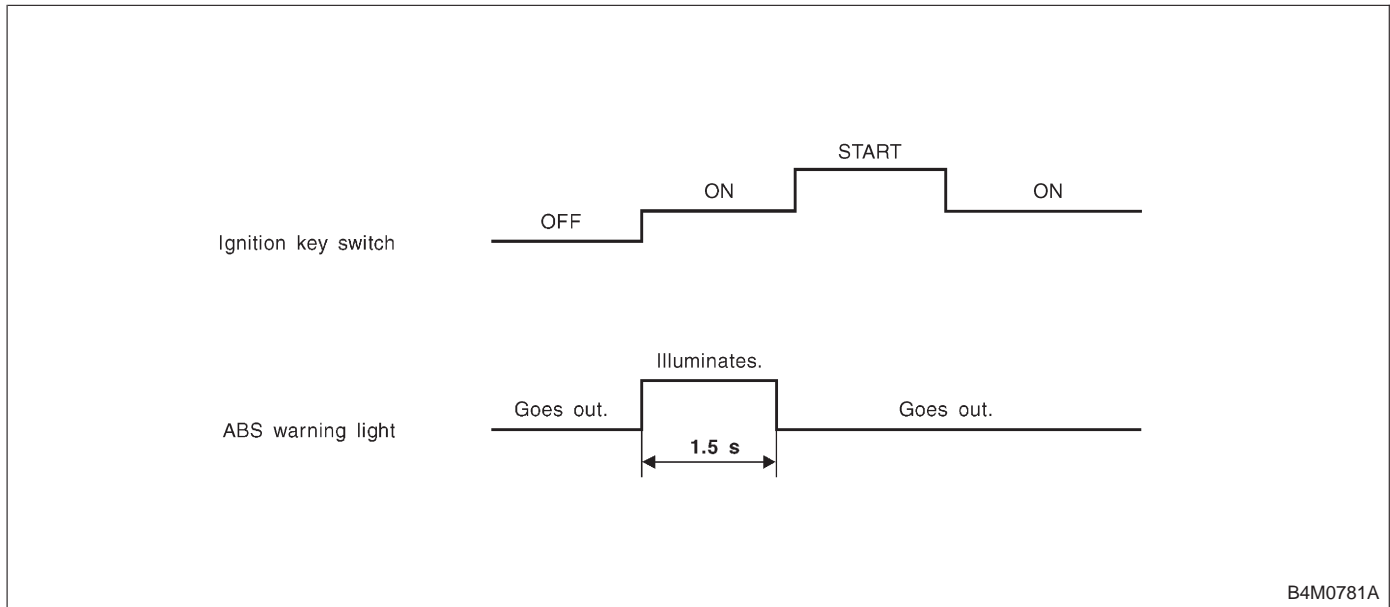 START
ON
ON
OFF
Ignition key switch
Illuminates.
Goes out.
Goes out.
ABS warning light
1.5 s
B4M0781A